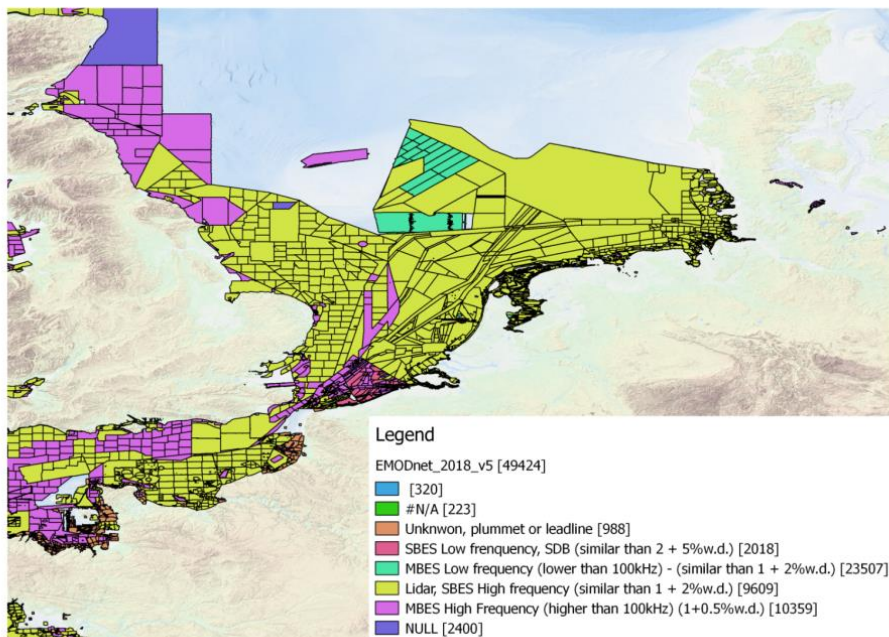 Legend
EMODnet_2018_v5 [49424]
[320]
#N/A [223]
Unknwon, plummet or leadline [988]
SBES Low frenquency, SDB (similar than 2 + 5%w.d.) [2018]
MBES Low frequency (lower than 100kHz) - (similar than 1 + 2%w.d.) [23507]
Lidar, SBES High frequency (similar than 1 + 2%w.d.) [9609]
MBES High Frequency (higher than 100kHz) (1+0.5%w.d.) [10359]
NULL [2400]